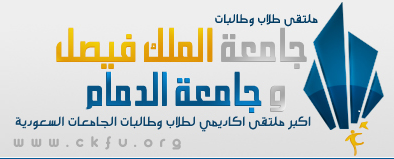 ملتقى طلاب وطالبات
جامعة الملك فيصل
و جامعة الدمام
اكبر ملتقى اكاديمي لطلاب وطالبات الجامعات السعودية
www.ckfu.org